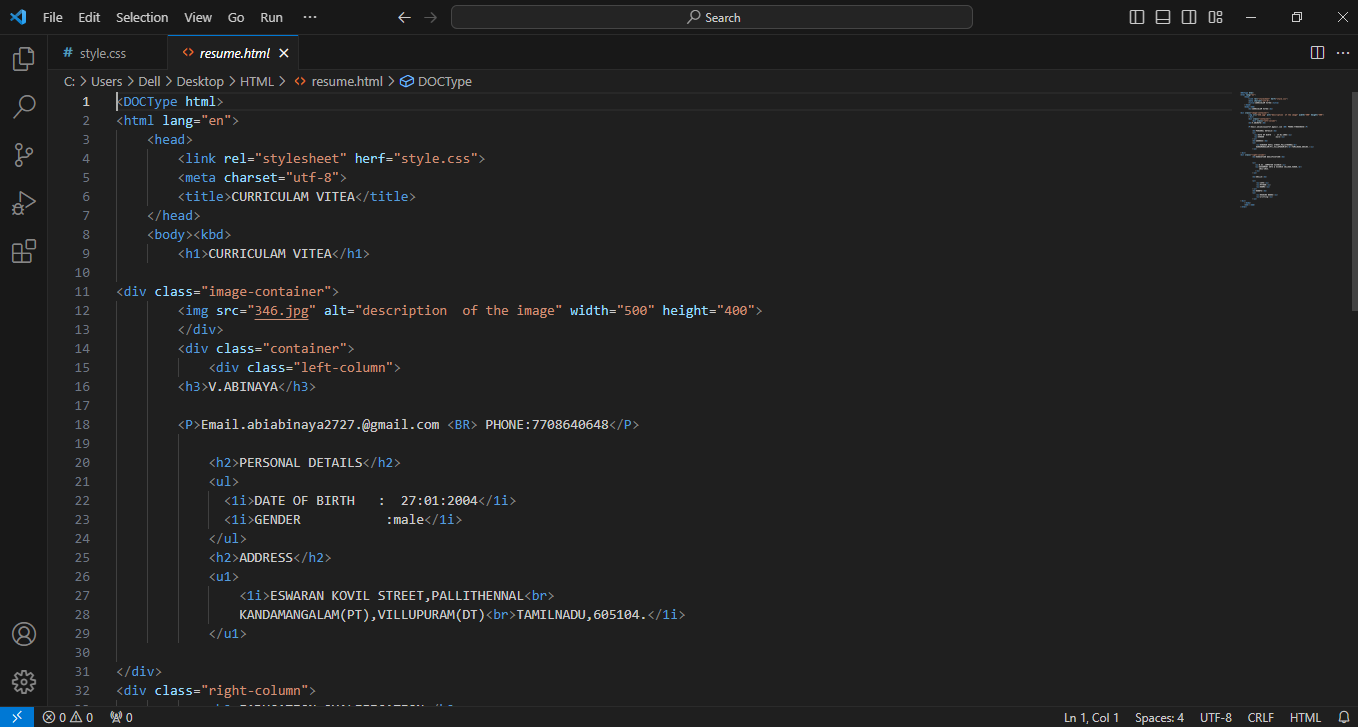 File Edit Selection View Go Run ··· Search
# style.css <> resume.html
C: > Users > Dell > Desktop > HTML > <> resume.html > DOCType
1 <DOCType html>
2 <html lang="en">
3 <head>
4 <link rel="stylesheet" herf="style.css">
5 <meta charset="utf-8">
6 <title>CURRICULAM VITEA</title>
7 </head>
8 <body><kbd>
9 <h1>CURRICULAM VITEA</h1>
10
11 <div class="image-container">
12 <img src="346.jpg" alt="description  of the image" width="500" height="400">
13 </div>
14 <div class="container">
15 <div class="left-column">
16 <h3>V.ABINAYA</h3>
17
18 <P>Email.abiabinaya2727.@gmail.com <BR> PHONE:7708640648</P>
19
20 <h2>PERSONAL DETAILS</h2>
21 <ul>
22 <1i>DATE OF BIRTH   :  27:01:2004</1i>
23 <1i>GENDER           :male</1i>
24 </ul>
25 <h2>ADDRESS</h2>
26 <u1>
27 <1i>ESWARAN KOVIL STREET,PALLITHENNAL<br>
28 KANDAMANGALAM(PT),VILLUPURAM(DT)<br>TAMILNADU,605104.</1i>
29 </u1>
30
31 </div>
32 <div class="right-column">
0 0 0 Ln 1, Col 1 Spaces: 4 UTF-8 CRLF HTML